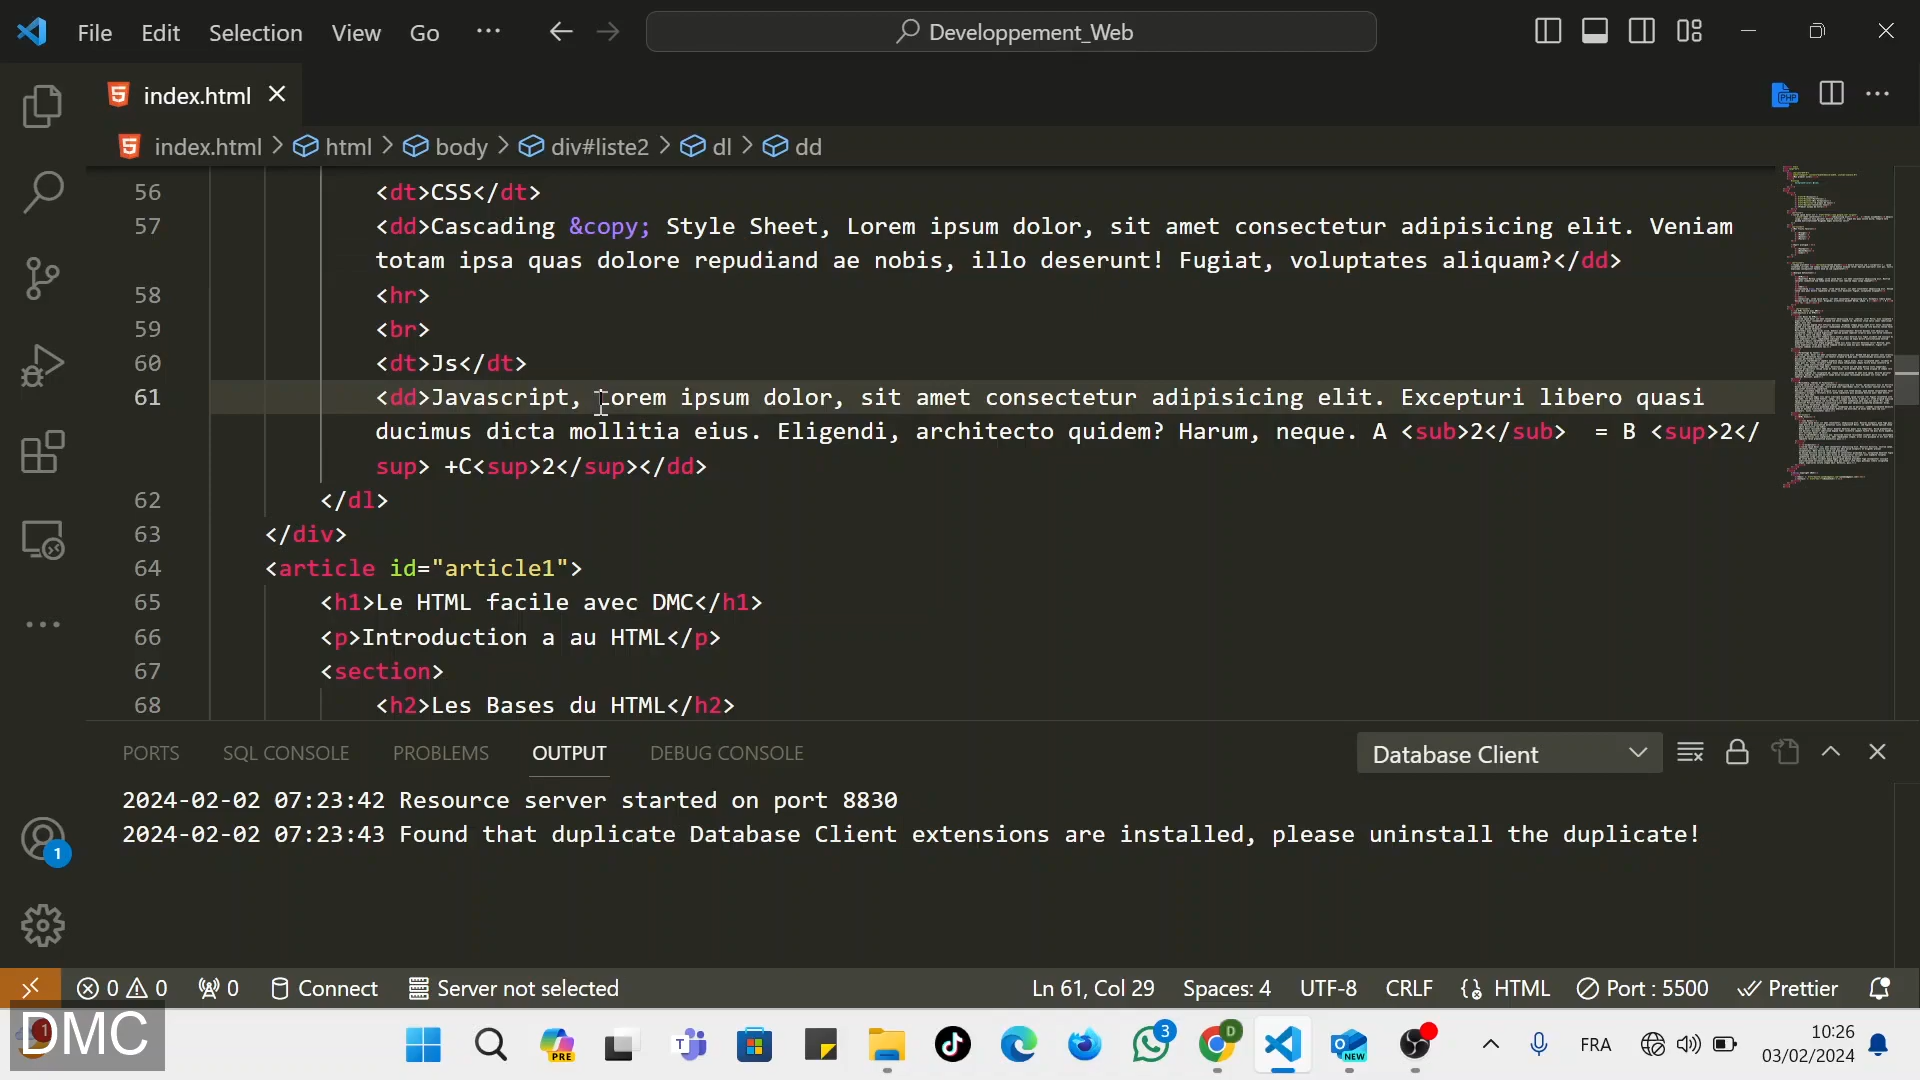 File Edit Selection View Go ··· Developpement_Web
index.html
PHP
index.html > html > body > div#liste2 > dl > dd
56 <dt>CSS</dt>
57 <dd>Cascading &copy; Style Sheet, Lorem ipsum dolor, sit amet consectetur adipisicing elit. Veniam
totam ipsa quas dolore repudiand ae nobis, illo deserunt! Fugiat, voluptates aliquam?</dd>
58 <hr>
59 <br>
60 <dt>Js</dt>
61 <dd>Javascript, Lorem ipsum dolor, sit amet consectetur adipisicing elit. Excepturi libero quasi
ducimus dicta mollitia eius. Eligendi, architecto quidem? Harum, neque. A <sub>2</sub>  = B <sup>2</
sup> +C<sup>2</sup></dd>
62 </dl>
63 </div>
64 <article id="article1">
65 <h1>Le HTML facile avec DMC</h1>
66 <p>Introduction a au HTML</p>
67 <section>
68 <h2>Les Bases du HTML</h2>
PORTS SQL CONSOLE PROBLEMS OUTPUT DEBUG CONSOLE Database Client
2024-02-02 07:23:42 Resource server started on port 8830
2024-02-02 07:23:43 Found that duplicate Database Client extensions are installed, please uninstall the duplicate!
1
0 0 0 Connect Server not selected Ln 61, Col 29 Spaces: 4 UTF-8 CRLF HTML Port : 5500 Prettier
DMC 1
PRE 3 D NEW FRA 10:26
03/02/2024